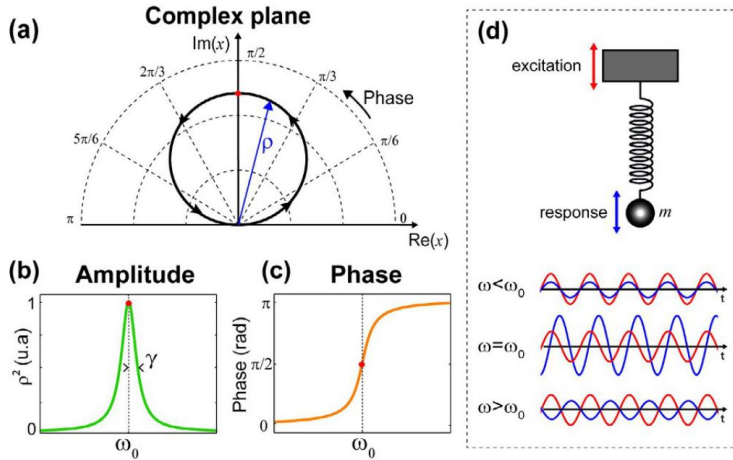 (a)
Complex plane
Im(x)
π/2
2π/3
π/3
Phase
5π/6
π/6
ρ
π
0
Re(x)
(b)
Amplitude
1
ρ² (u.a)
γ
0
ω₀
(c)
Phase
π
Phase (rad)
π/2
0
ω₀
(d)
excitation
response
m
ω<ω₀
t
ω=ω₀
t
ω>ω₀
t